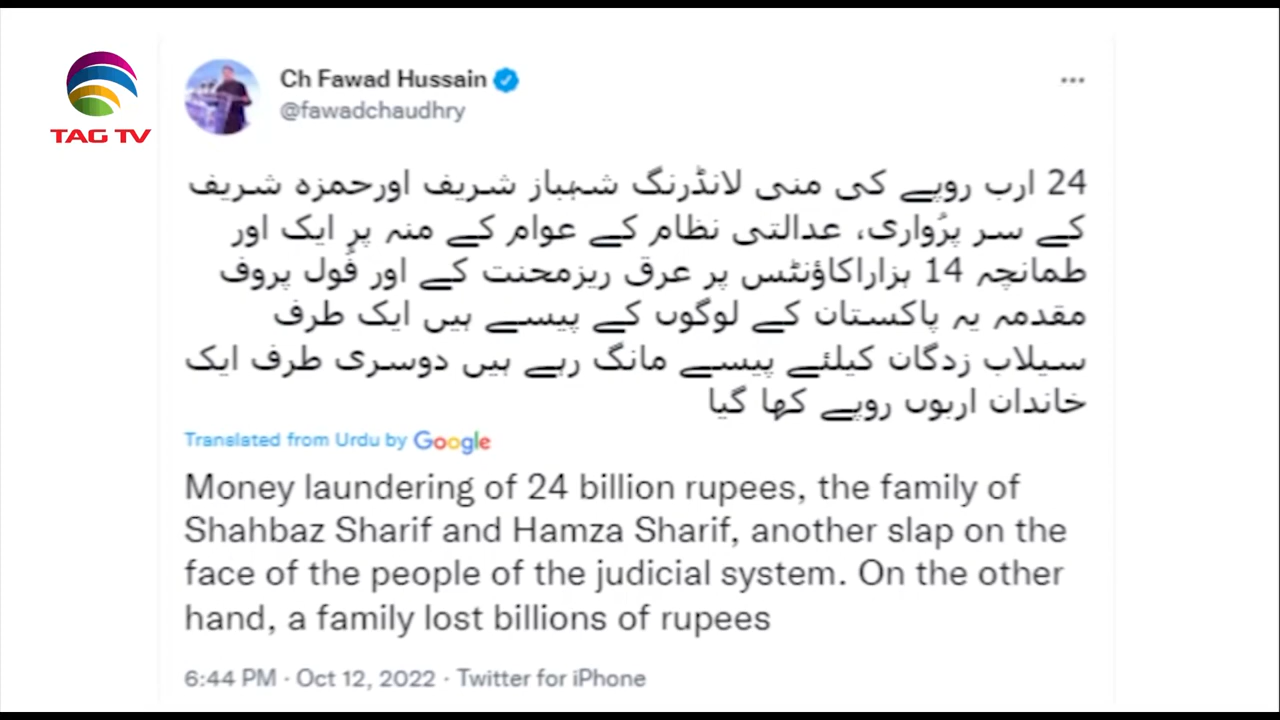 TAG TV
Ch Fawad Hussain
@fawadchaudhry
24 ارب روپے کی منی لانڈرنگ شہباز شریف اورحمزہ شریف
کے سر پرُواری، عدالتی نظام کے عوام کے منہ پر ایک اور
طمانچہ 14 ہزاراکاؤنٹس پر عرق ریزمحنت کے اور فُول پروف
مقدمہ یہ پاکستان کے لوگوں کے پیسے ہیں ایک طرف
سیلاب زدگان کیلئے پیسے مانگ رہے ہیں دوسری طرف ایک
خاندان اربوں روپے کھا گیا
Translated from Urdu by Google
Money laundering of 24 billion rupees, the family of
Shahbaz Sharif and Hamza Sharif, another slap on the
face of the people of the judicial system. On the other
hand, a family lost billions of rupees
6:44 PM · Oct 12, 2022 · Twitter for iPhone